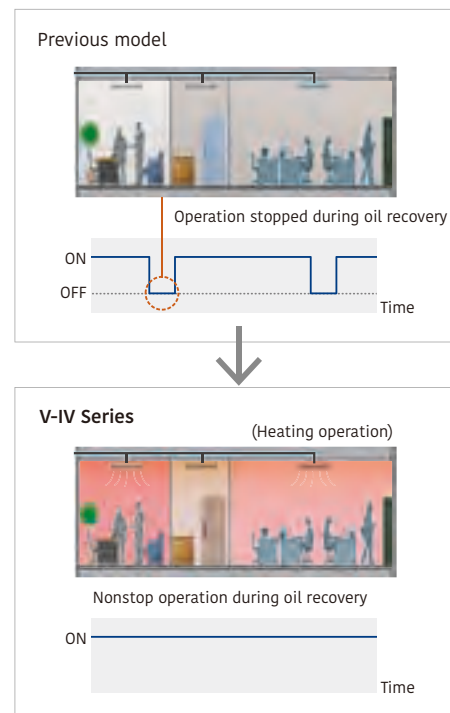 Previous model
Operation stopped during oil recovery
ON
OFF
Time
V-IV Series
(Heating operation)
Nonstop operation during oil recovery
ON
Time